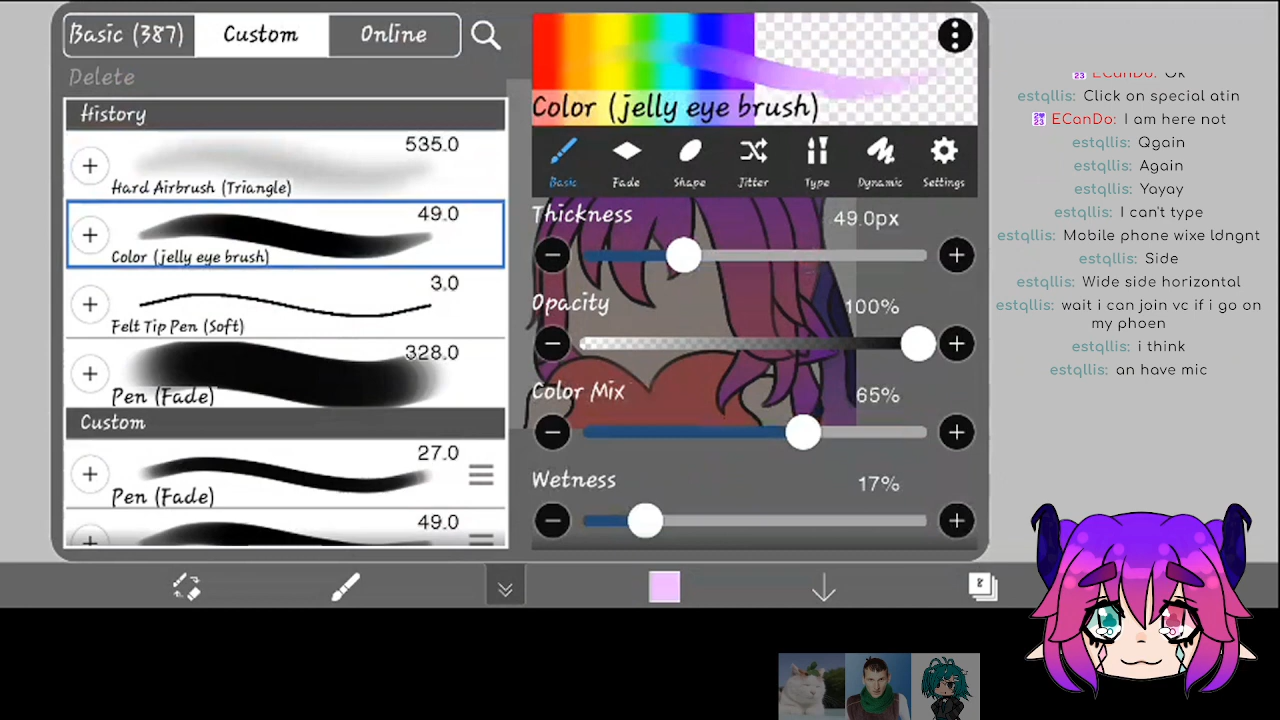 Basic (387)
Custom
Online
Delete
History
535.0
Hard Airbrush (Triangle)
49.0
Color (jelly eye brush)
3.0
Felt Tip Pen (Soft)
328.0
Pen (Fade)
Custom
27.0
Pen (Fade)
49.0
Color (jelly eye brush)
Basic
Fade
Shape
Jitter
Type
Dynamic
Settings
Thickness
49.0px
Opacity
100%
Color Mix
65%
Wetness
17%
ECanDo: Ok
estqllis: Click on special atin
ECanDo: I am here not
estqllis: Qgain
estqllis: Again
estqllis: Yayay
estqllis: I can't type
estqllis: Mobile phone wixe ldngnt
estqllis: Side
estqllis: Wide side horizontal
estqllis: wait i can join vc if i go on
my phoen
estqllis: i think
estqllis: an have mic